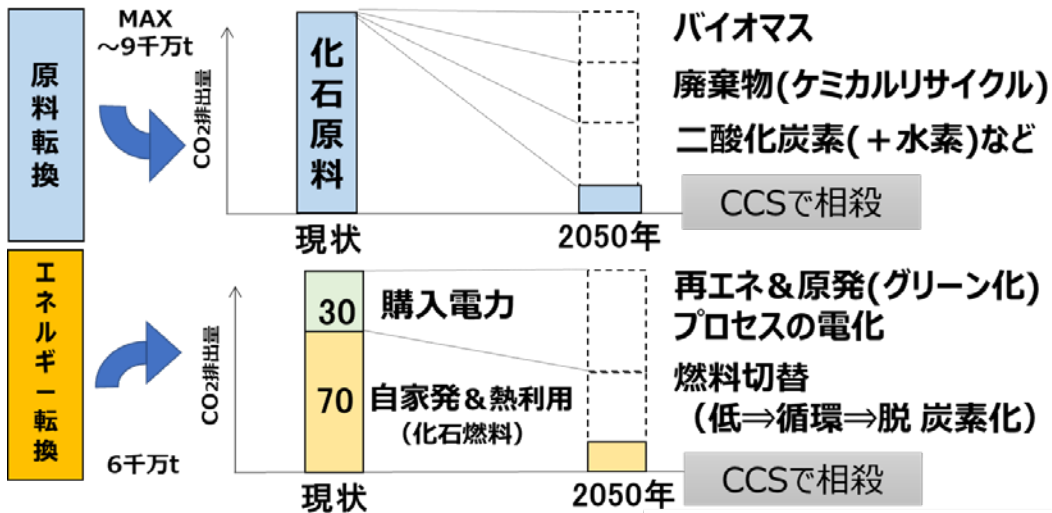 原料転換
MAX
～9千万t
CO2排出量
化石原料
現状
2050年
バイオマス
廃棄物(ケミカルリサイクル)
二酸化炭素(＋水素)など
CCSで相殺
エネルギー転換
6千万t
CO2排出量
30
購入電力
70
自家発＆熱利用
（化石燃料）
現状
2050年
再エネ＆原発(グリーン化)
プロセスの電化
燃料切替
（低⇒循環⇒脱 炭素化）
CCSで相殺